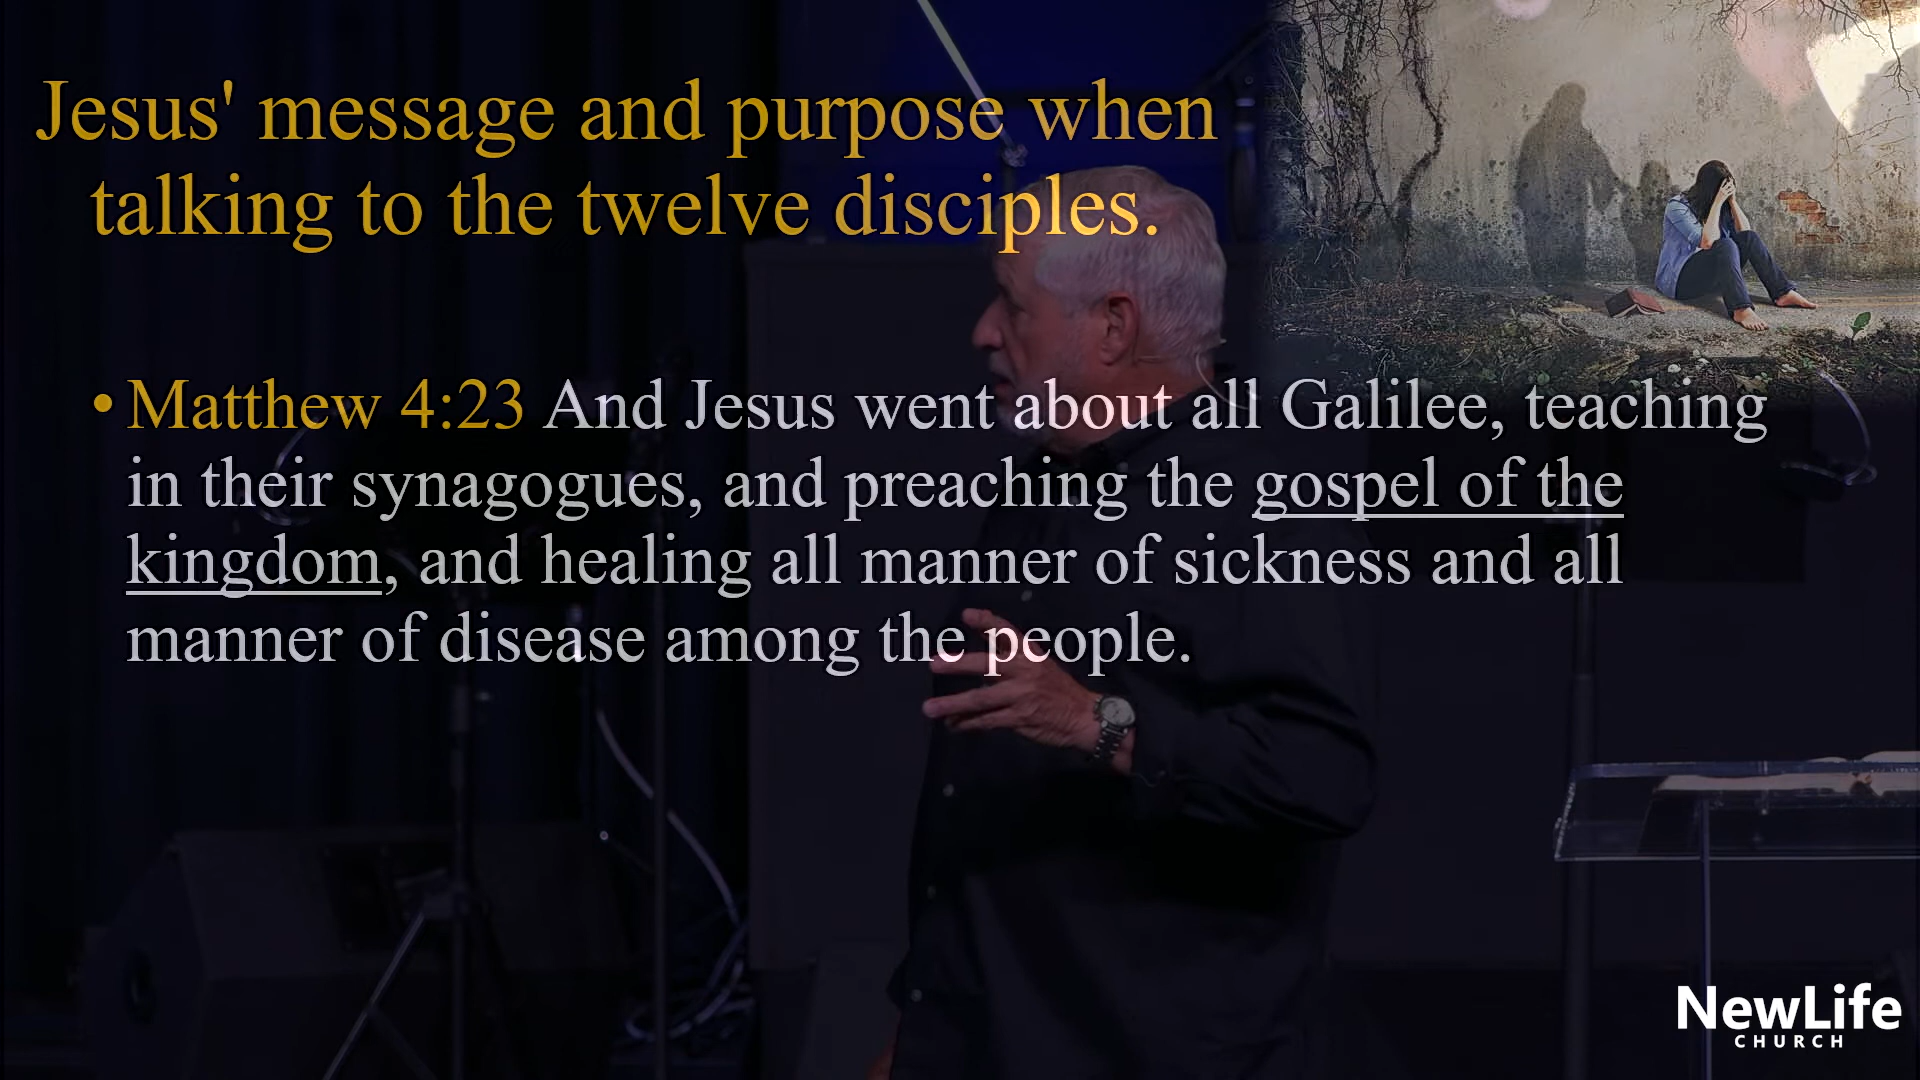 Jesus' message and purpose when
talking to the twelve disciples.
• Matthew 4:23 And Jesus went about all Galilee, teaching
in their synagogues, and preaching the gospel of the
kingdom, and healing all manner of sickness and all
manner of disease among the people.
NewLife
CHURCH